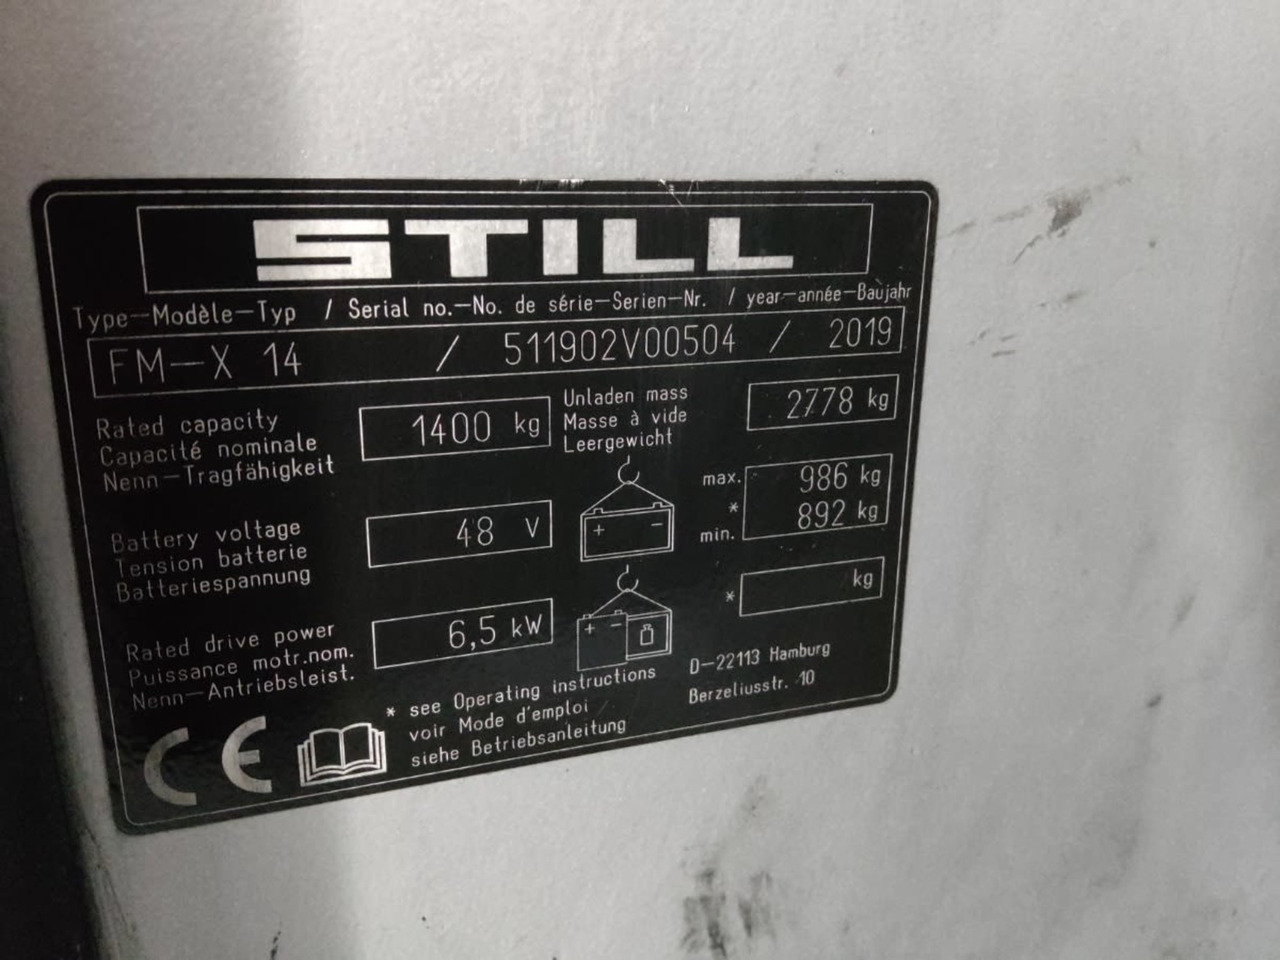 STILL
Type-Modèle-Typ / Serial no.-No. de série-Serien-Nr. / year-année-Baujahr
FM-X 14 / 511902V00504 / 2019
Rated capacity
Capacité nominale
Nenn-Tragfähigkeit
1400 kg
Unladen mass
Masse à vide
Leergewicht
2778 kg
Battery voltage
Tension batterie
Batteriespannung
48 V
+ -
max. 986 kg
*
min. 892 kg
Rated drive power
Puissance motr.nom.
Nenn-Antriebsleist.
6,5 kW
+ -
* kg
CE
* see Operating instructions
voir Mode d'emploi
siehe Betriebsanleitung
D-22113 Hamburg
Berzeliusstr. 10